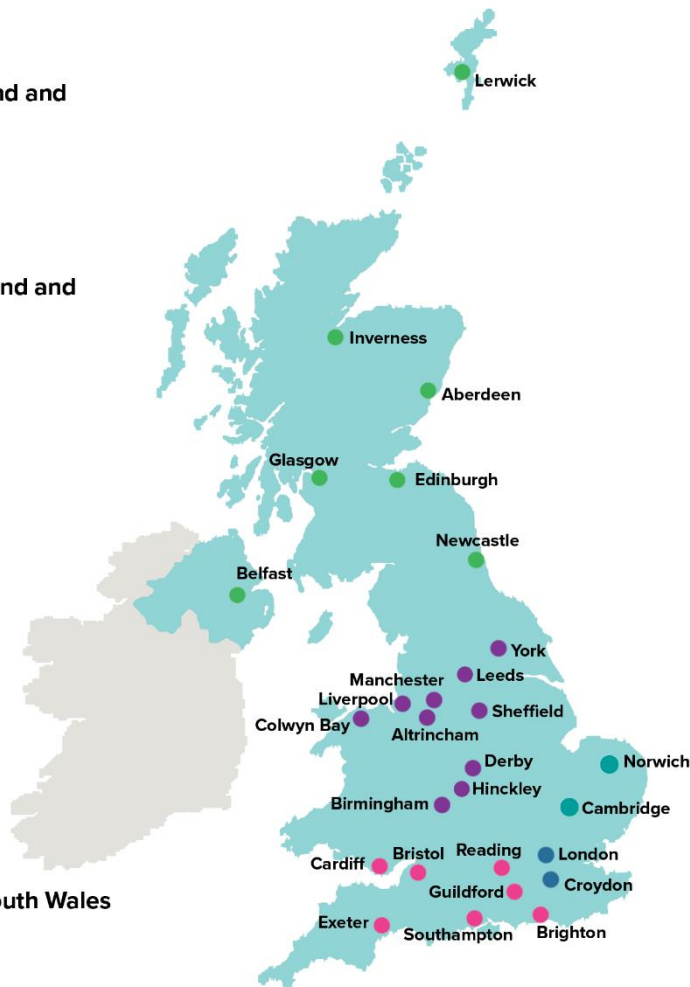 Lerwick
nd and
nd and
Inverness
Aberdeen
Glasgow
Edinburgh
Newcastle
Belfast
York
Leeds
Manchester
Liverpool
Sheffield
Colwyn Bay
Altrincham
Derby
Norwich
Hinckley
Birmingham
Cambridge
Cardiff
Bristol
Reading
London
Croydon
Guildford
outh Wales
Exeter
Southampton
Brighton